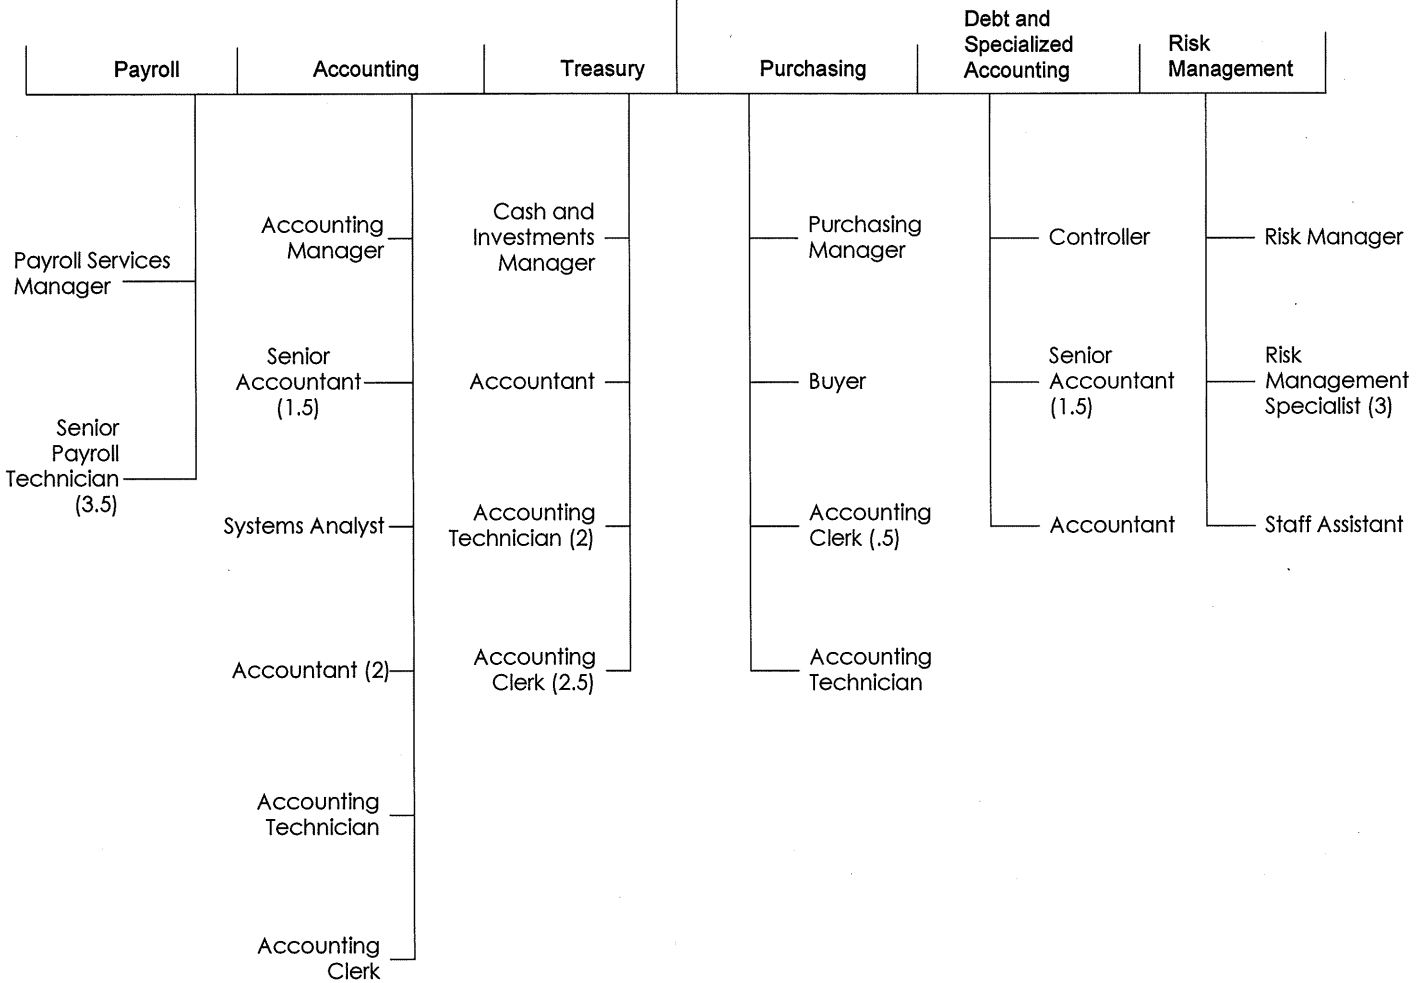 Payroll
Accounting
Treasury
Purchasing
Debt and
Specialized
Accounting
Risk
Management
Payroll Services
Manager
Senior
Payroll
Technician
(3.5)
Accounting
Manager
Senior
Accountant
(1.5)
Systems Analyst
Accountant (2)
Accounting
Technician
Accounting
Clerk
Cash and
Investments
Manager
Accountant
Accounting
Technician (2)
Accounting
Clerk (2.5)
Purchasing
Manager
Buyer
Accounting
Clerk (.5)
Accounting
Technician
Controller
Senior
Accountant
(1.5)
Accountant
Risk Manager
Risk
Management
Specialist (3)
Staff Assistant